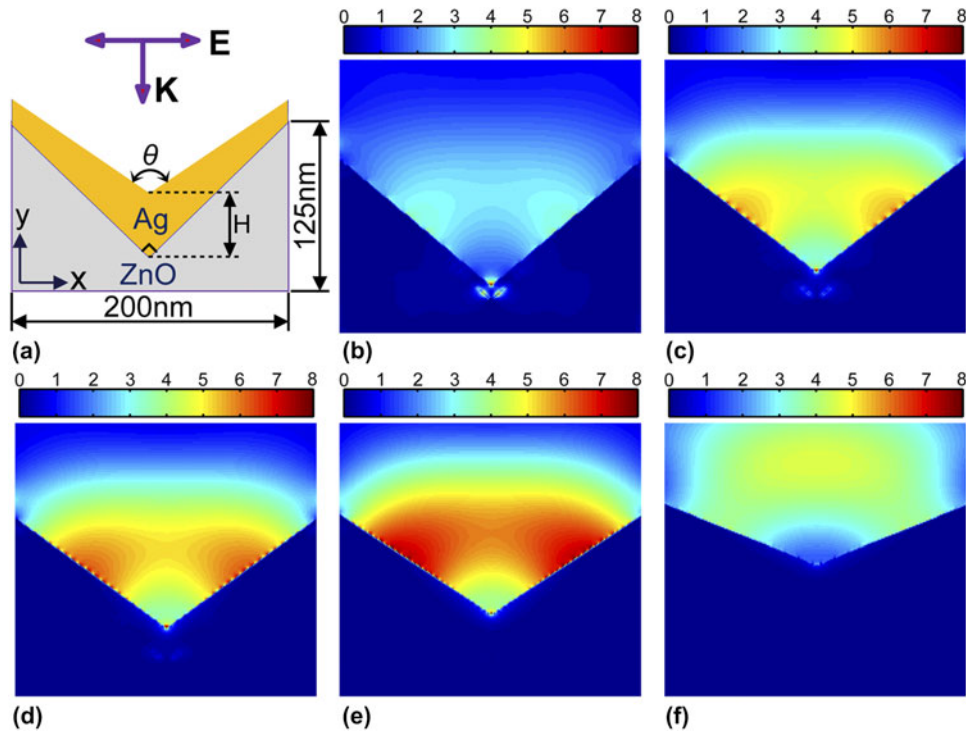 E
K
θ
H
Ag
125nm
y
ZnO
x
200nm
(a)
0 1 2 3 4 5 6 7 8
(b)
0 1 2 3 4 5 6 7 8
(c)
0 1 2 3 4 5 6 7 8
(d)
0 1 2 3 4 5 6 7 8
(e)
0 1 2 3 4 5 6 7 8
(f)